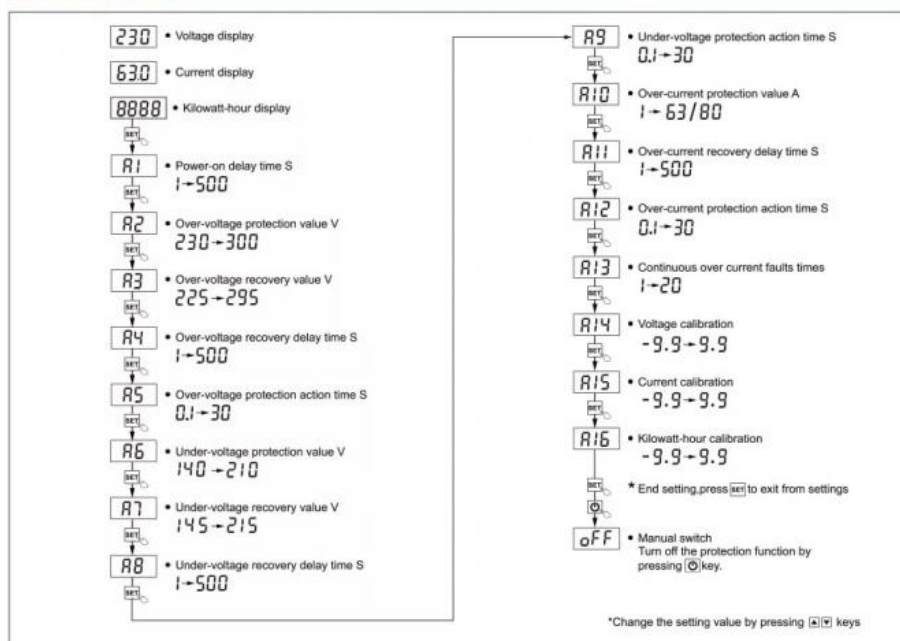 230 • Voltage display
63.0 • Current display
8888 • Kilowatt-hour display
SET
A1 • Power-on delay time S
1→500
SET
A2 • Over-voltage protection value V
230→300
SET
A3 • Over-voltage recovery value V
225→295
SET
A4 • Over-voltage recovery delay time S
1→500
SET
A5 • Over-voltage protection action time S
0.1→30
SET
A6 • Under-voltage protection value V
140→210
SET
A7 • Under-voltage recovery value V
145→215
SET
A8 • Under-voltage recovery delay time S
1→500
SET
A9 • Under-voltage protection action time S
0.1→30
SET
A10 • Over-current protection value A
1→63/80
SET
A11 • Over-current recovery delay time S
1→500
SET
A12 • Over-current protection action time S
0.1→30
SET
A13 • Continuous over current faults times
1→20
SET
A14 • Voltage calibration
-9.9→9.9
SET
A15 • Current calibration
-9.9→9.9
SET
A16 • Kilowatt-hour calibration
-9.9→9.9
SET * End setting,press SET to exit from settings
oFF • Manual switch
Turn off the protection function by
pressing key.
*Change the setting value by pressing ▲▼ keys